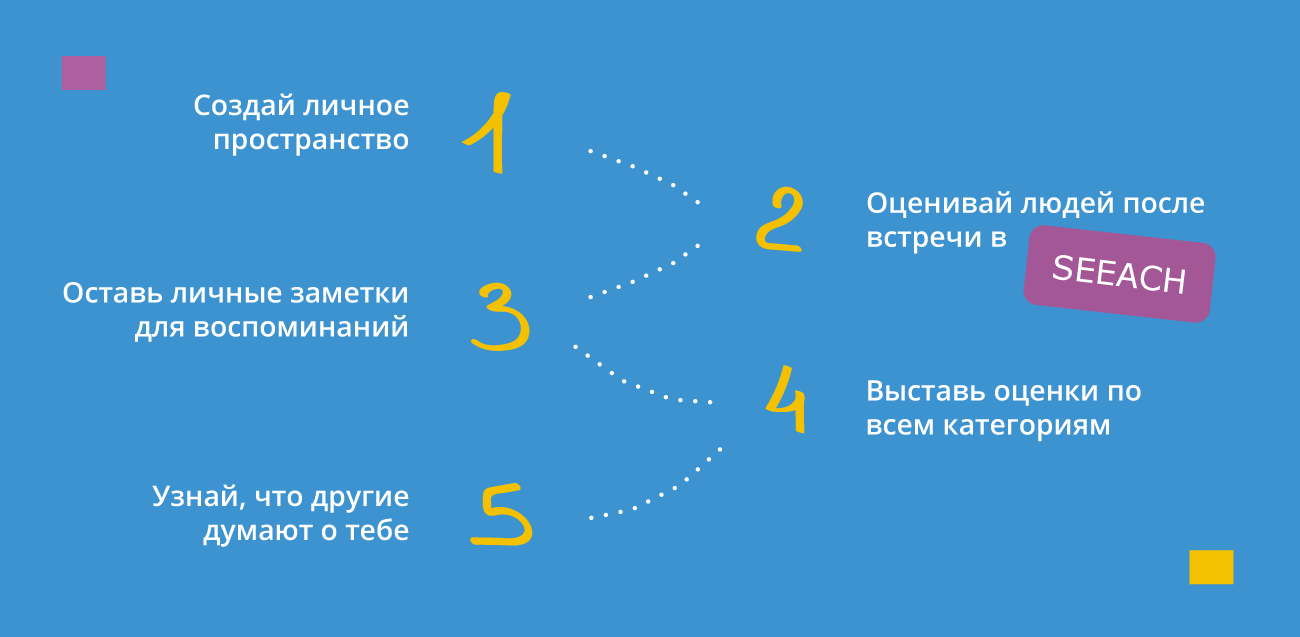 Создай личное
пространство
1
2
Оценивай людей после
встречи в
SEEACH
Оставь личные заметки
для воспоминаний
3
4
Выставь оценки по
всем категориям
Узнай, что другие
думают о тебе
5